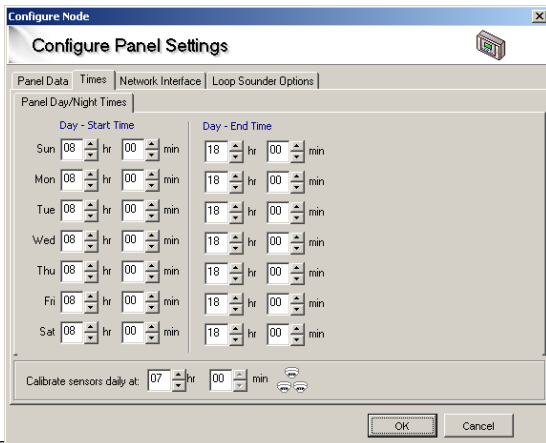 Configure Node
Configure Panel Settings
Panel Data Times Network Interface Loop Sounder Options
Panel Day/Night Times
Day - Start Time Day - End Time
Sun 08 hr 00 min 18 hr 00 min
Mon 08 hr 00 min 18 hr 00 min
Tue 08 hr 00 min 18 hr 00 min
Wed 08 hr 00 min 18 hr 00 min
Thu 08 hr 00 min 18 hr 00 min
Fri 08 hr 00 min 18 hr 00 min
Sat 08 hr 00 min 18 hr 00 min
Calibrate sensors daily at: 07 hr 00 min
OK Cancel